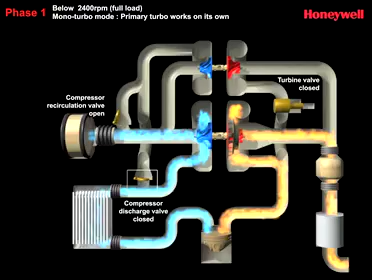 Phase 1
Below 2400rpm (full load)
Mono-turbo mode : Primary turbo works on its own
Honeywell
Turbine valve
closed
Compressor
recirculation valve
open
Compressor
discharge valve
closed